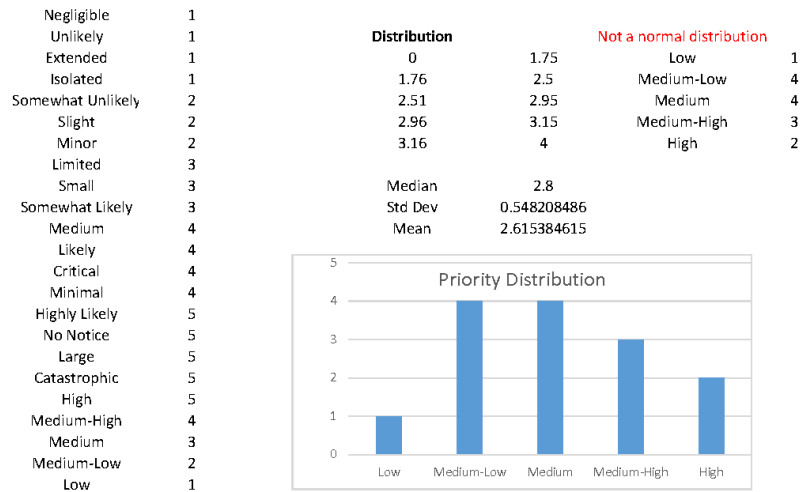 Negligible 1
Unlikely 1 Distribution Not a normal distribution
Extended 1 0 1.75 Low 1
Isolated 1 1.76 2.5 Medium-Low 4
Somewhat Unlikely 2 2.51 2.95 Medium 4
Slight 2 2.96 3.15 Medium-High 3
Minor 2 3.16 4 High 2
Limited 3
Small 3 Median 2.8
Somewhat Likely 3 Std Dev 0.548208486
Medium 4 Mean 2.615384615
Likely 4
Critical 4
Minimal 4
Highly Likely 5
No Notice 5
Large 5
Catastrophic 5
High 5
Medium-High 4
Medium 3
Medium-Low 2
Low 1
Priority Distribution
5
4
3
2
1
0
Low Medium-Low Medium Medium-High High